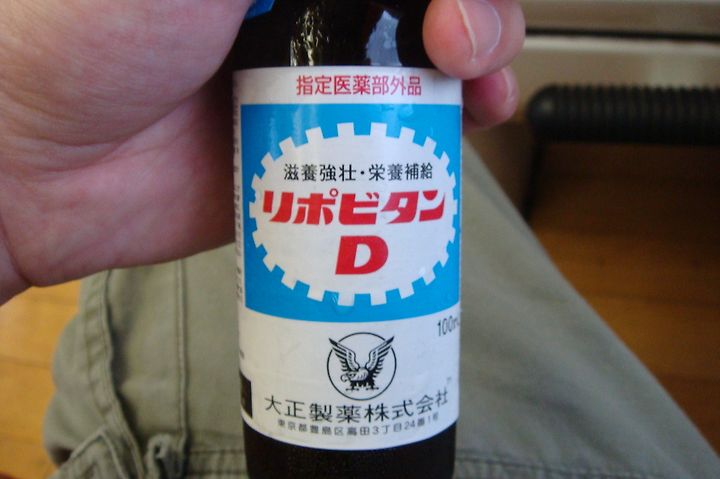 指定医薬部外品
滋養強壮・栄養補給
リポビタン
D
100mL
大正製薬株式会社
東京都豊島区高田3丁目24番1号